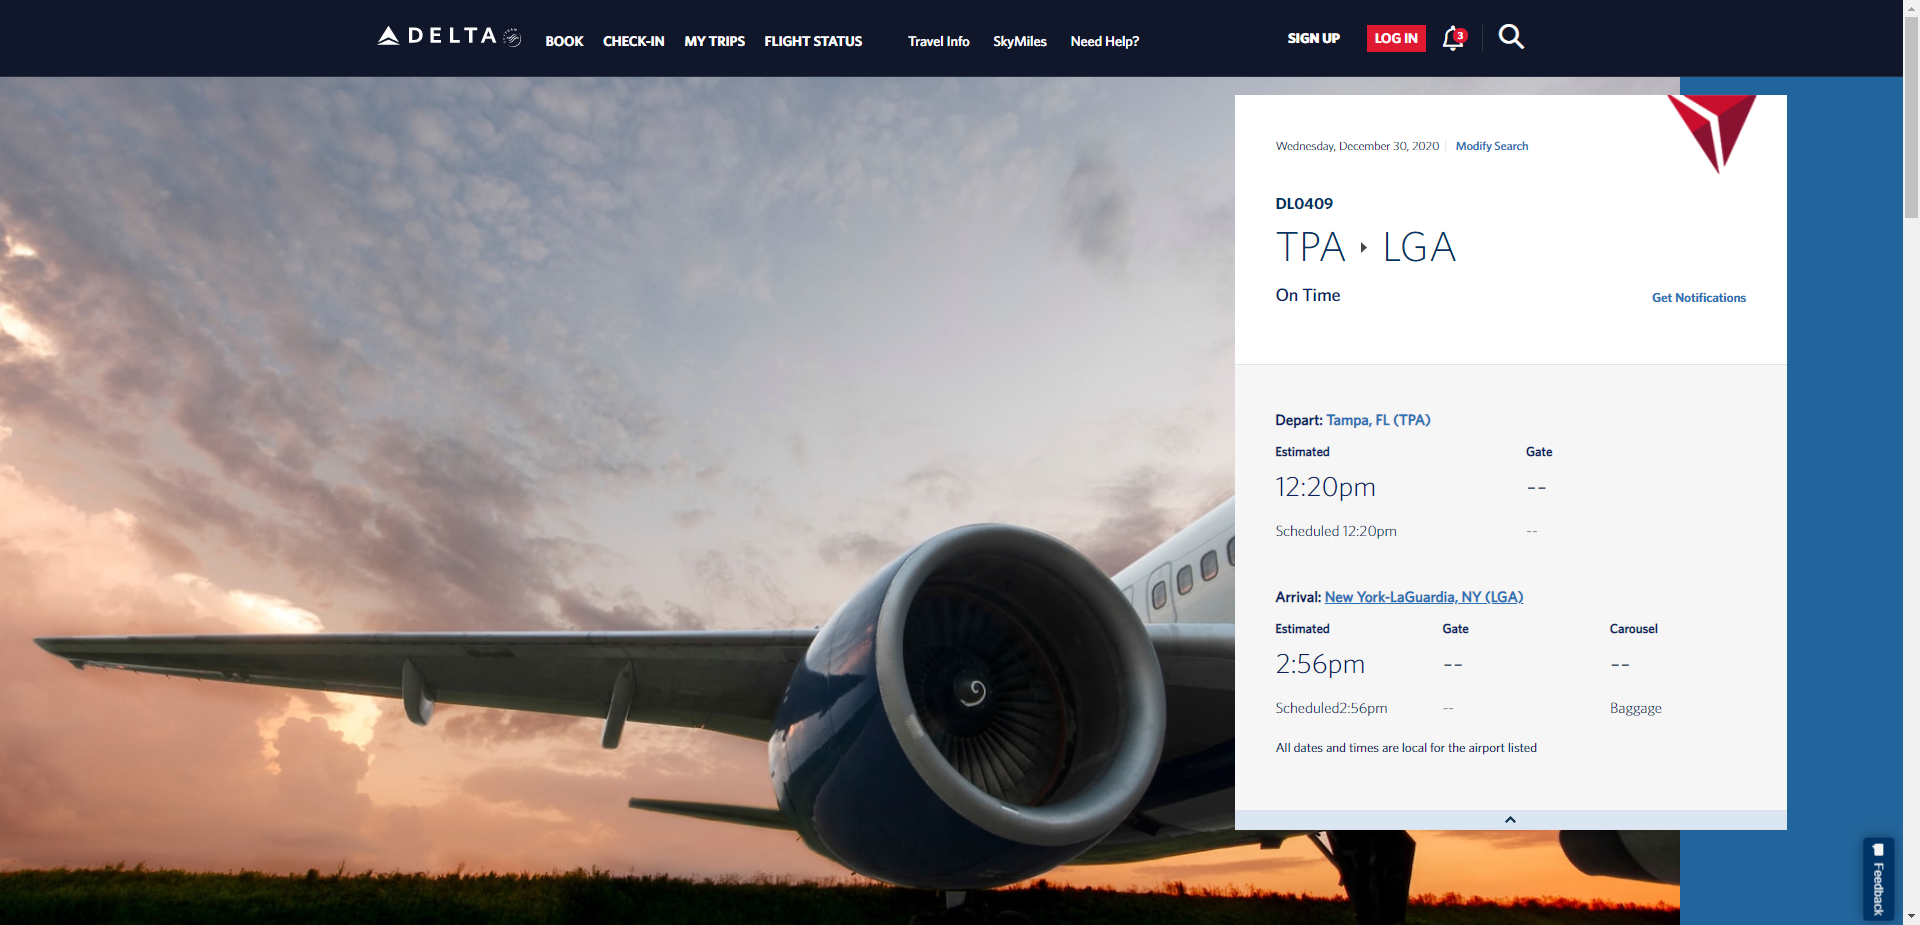 DELTA
BOOK CHECK-IN MY TRIPS FLIGHT STATUS Travel Info SkyMiles Need Help? SIGN UP LOG IN 3
Wednesday, December 30, 2020 Modify Search
DL0409
TPA LGA
On Time Get Notifications
Depart: Tampa, FL (TPA)
Estimated Gate
12:20pm --
Scheduled 12:20pm --
Arrival: New York-LaGuardia, NY (LGA)
Estimated Gate Carousel
2:56pm -- --
Scheduled2:56pm -- Baggage
All dates and times are local for the airport listed
Feedback